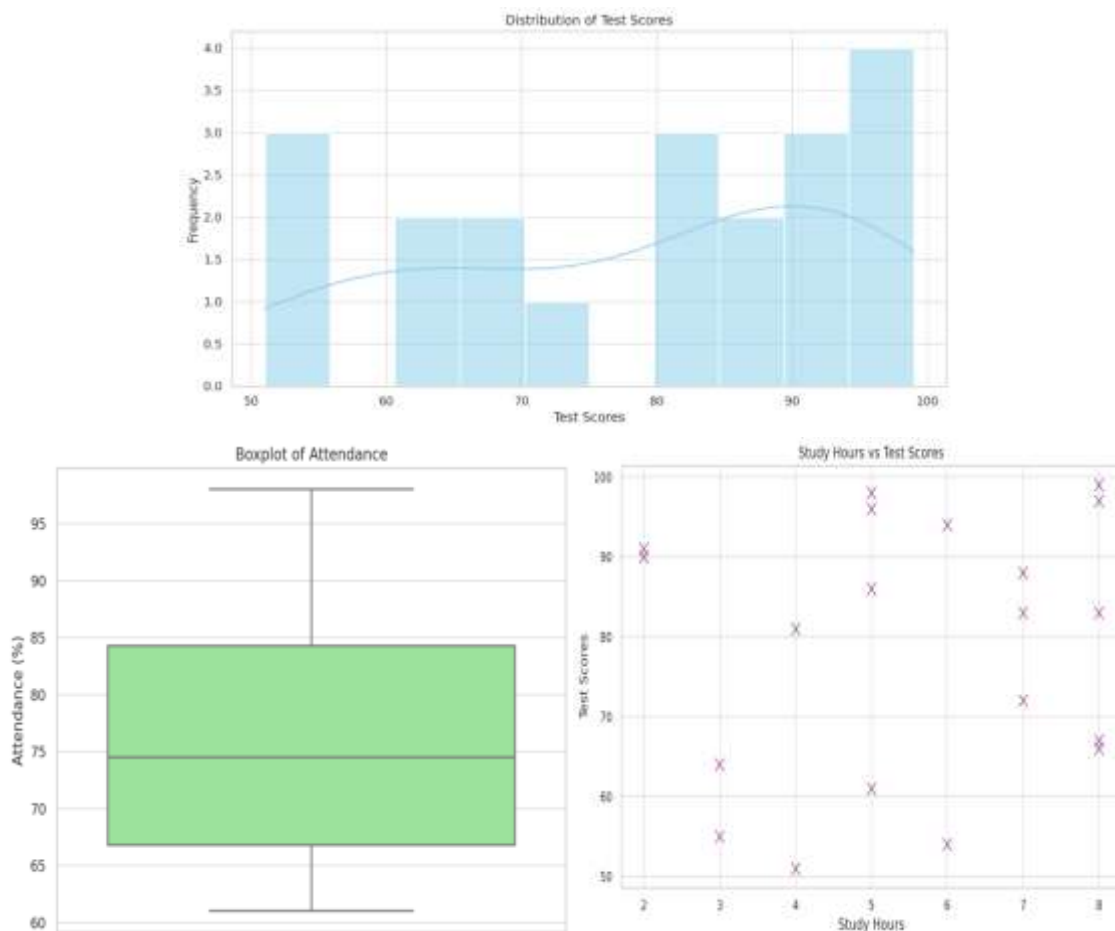 Distribution of Test Scores
4.0
3.5
3.0
2.5
2.0
1.5
1.0
0.5
0.0
Frequency
50 60 70 80 90 100
Test Scores
Boxplot of Attendance
95
90
85
80
75
70
65
60
Attendance (%)
Study Hours vs Test Scores
100
90
80
70
60
50
Test Scores
2 3 4 5 6 7 8
Study Hours